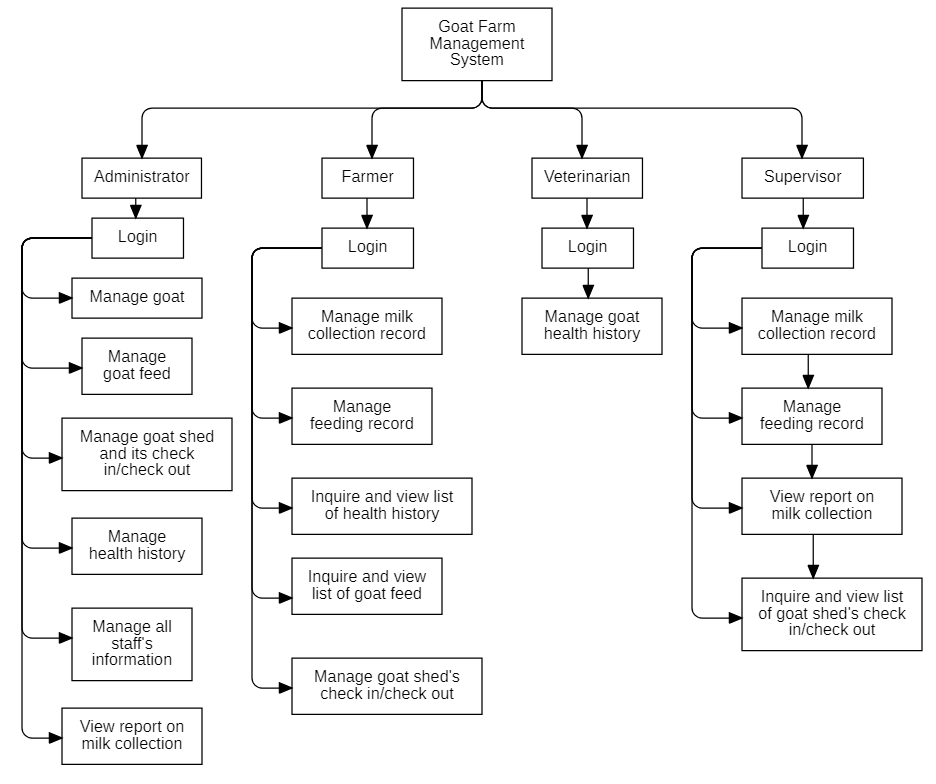 Goat Farm
Management
System
Administrator
Login
Manage goat
Manage
goat feed
Manage goat shed
and its check
in/check out
Manage
health history
Manage all
staff's
information
View report on
milk collection
Farmer
Login
Manage milk
collection record
Manage
feeding record
Inquire and view list
of health history
Inquire and view
list of goat feed
Manage goat shed's
check in/check out
Veterinarian
Login
Manage goat
health history
Supervisor
Login
Manage milk
collection record
Manage
feeding record
View report on
milk collection
Inquire and view list
of goat shed's check
in/check out